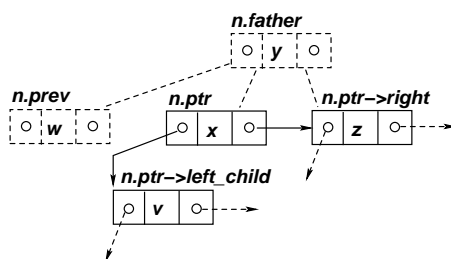 n.father
y
n.prev
n.ptr
n.ptr->right
w
x
z
n.ptr->left_child
v